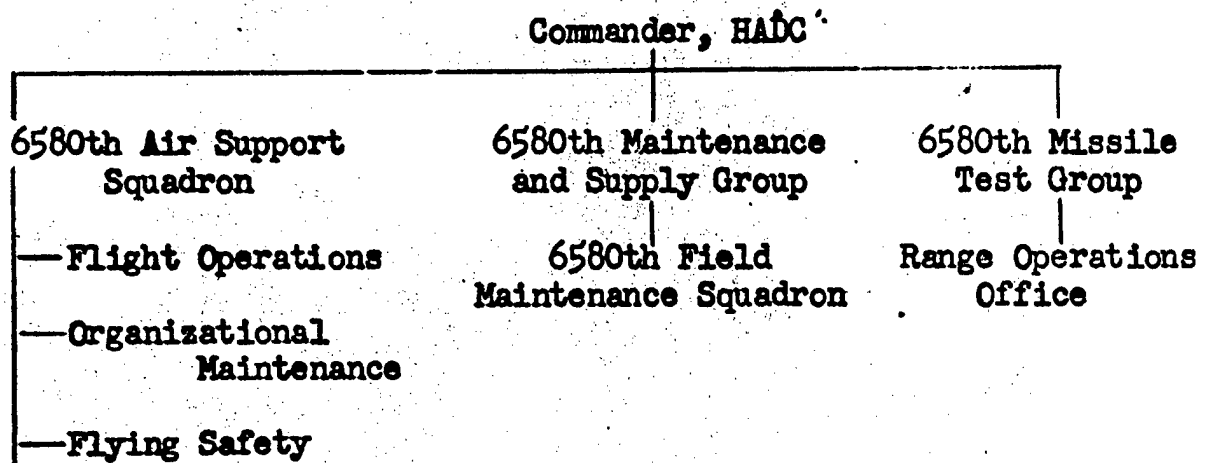 Commander, HADC
6580th Air Support
Squadron
6580th Maintenance
and Supply Group
6580th Missile
Test Group
Flight Operations
6580th Field
Maintenance Squadron
Range Operations
Office
Organizational
Maintenance
Flying Safety